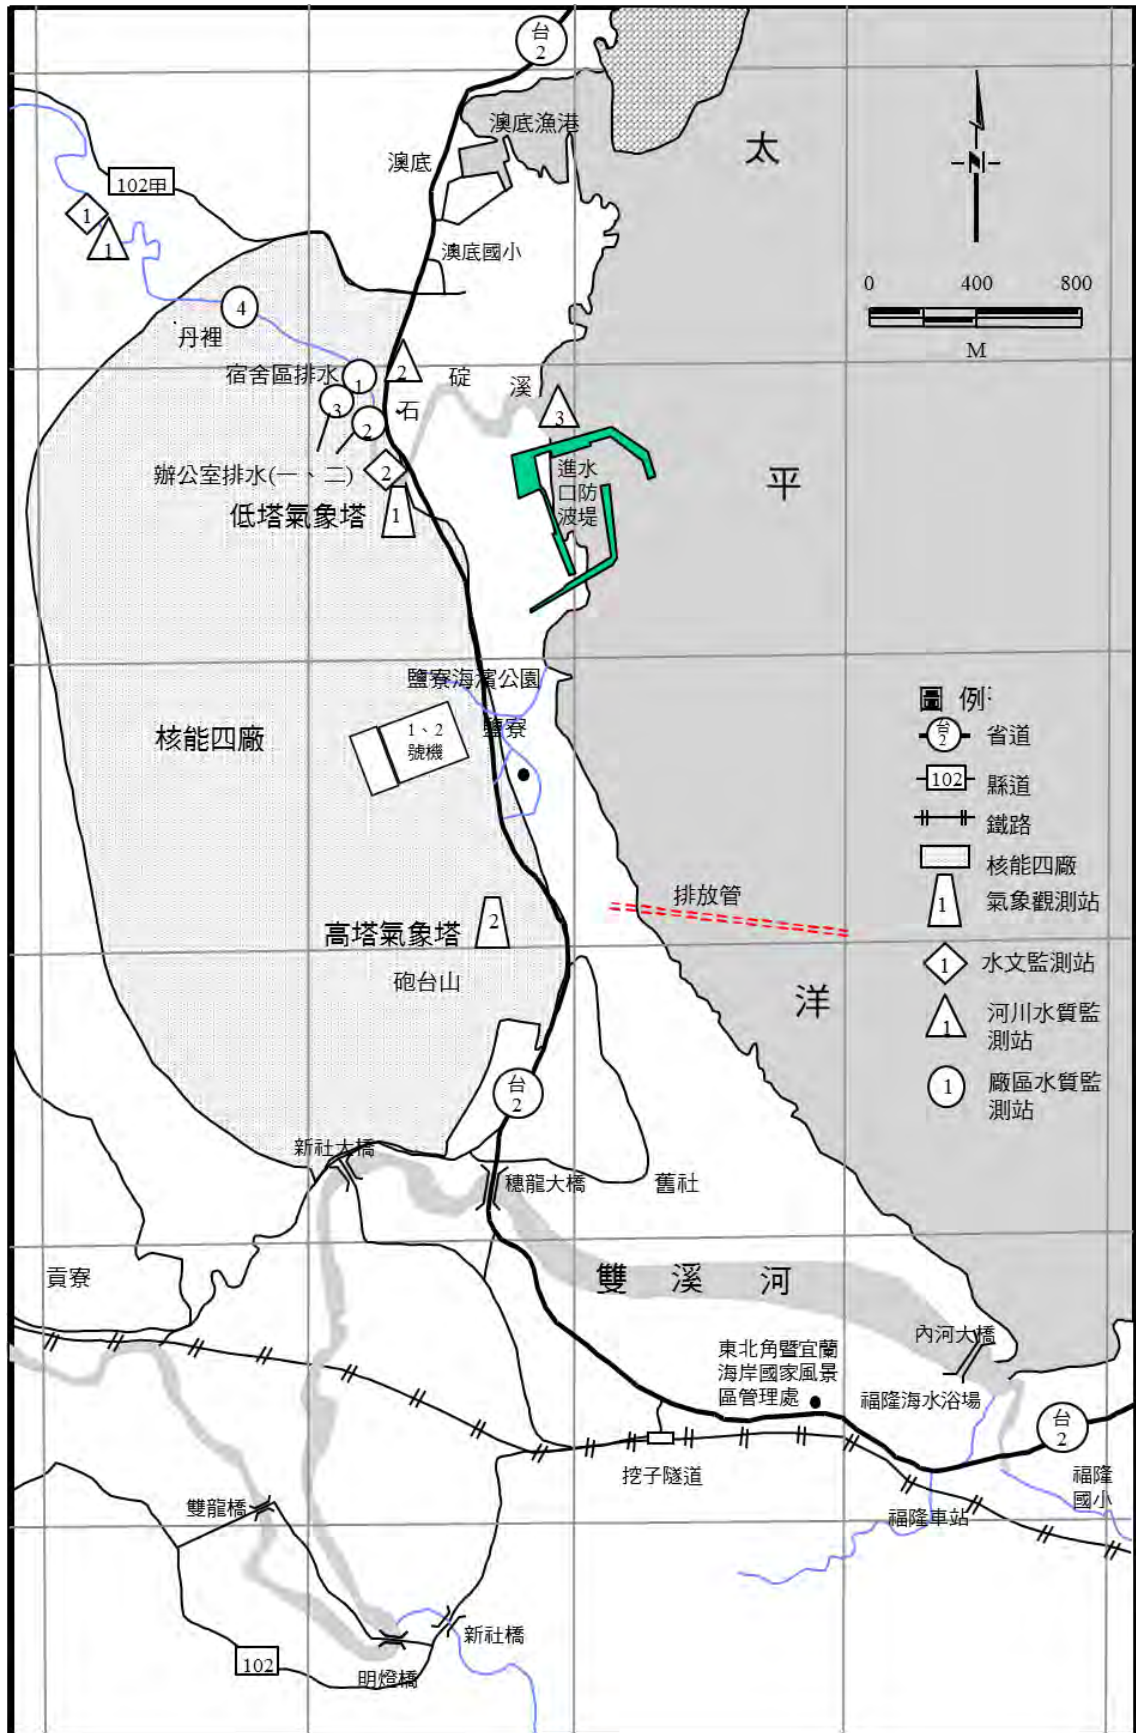 台
2
澳底漁港
太
澳底
102甲
1
1
N
澳底國小
0 400 800
M
4
丹裡
宿舍區排水
1
2
碇
溪
3
石
2
3
辦公室排水(一、二)
2
進水
口防
波堤
平
低塔氣象塔
1
鹽寮海濱公園
鹽寮
核能四廠
1、2
號機
圖 例:
台
2
省道
102
縣道
鐵路
核能四廠
1
氣象觀測站
1
水文監測站
1
河川水質監
測站
1
廠區水質監
測站
排放管
高塔氣象塔
2
砲台山
洋
台
2
新社大橋
穗龍大橋
舊社
貢寮
雙 溪 河
內河大橋
東北角暨宜蘭
海岸國家風景
區管理處
福隆海水浴場
台
2
挖子隧道
福隆
國小
雙龍橋
福隆車站
新社橋
102
明燈橋